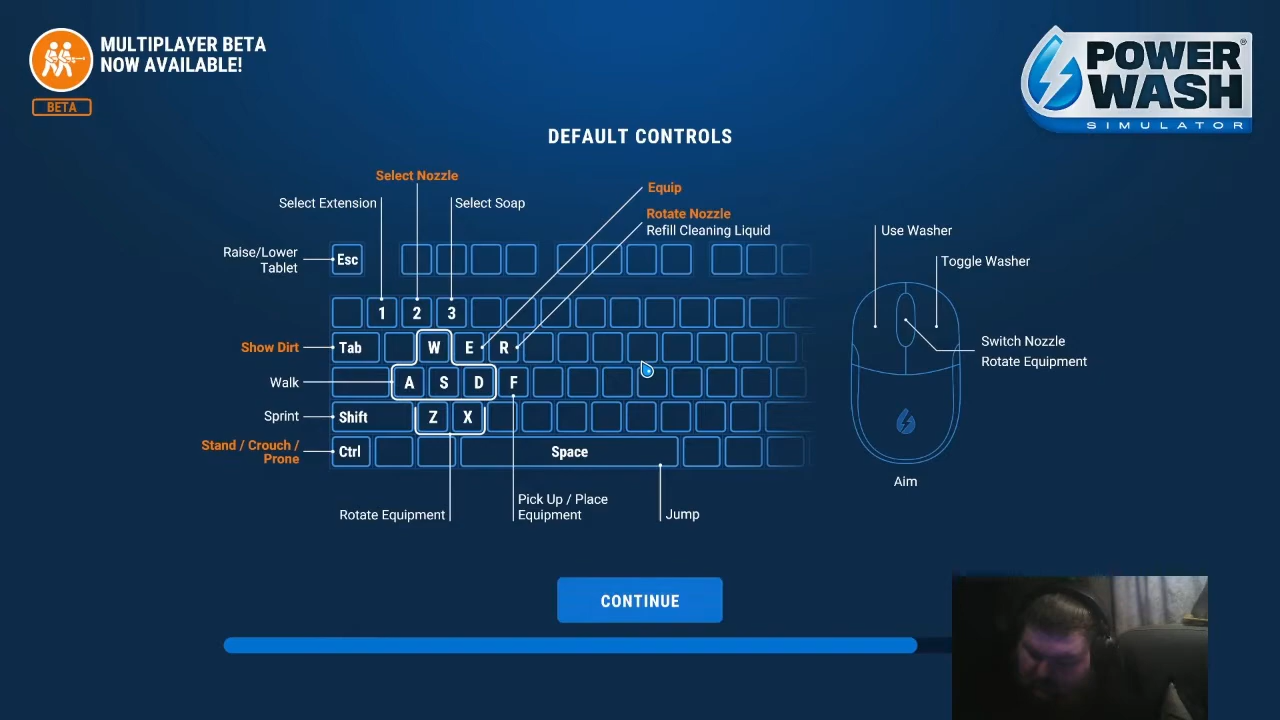 MULTIPLAYER BETA
NOW AVAILABLE!
BETA
POWER
WASH
SIMULATOR
DEFAULT CONTROLS
Select Nozzle
Select Extension
Select Soap
Equip
Rotate Nozzle
Refill Cleaning Liquid
Raise/Lower
Tablet
Esc
1 2 3
Show Dirt
Tab W E R
Walk
A S D F
Sprint
Shift Z X
Stand / Crouch /
Prone
Ctrl Space
Rotate Equipment
Pick Up / Place
Equipment
Jump
Use Washer
Toggle Washer
Switch Nozzle
Rotate Equipment
Aim
CONTINUE